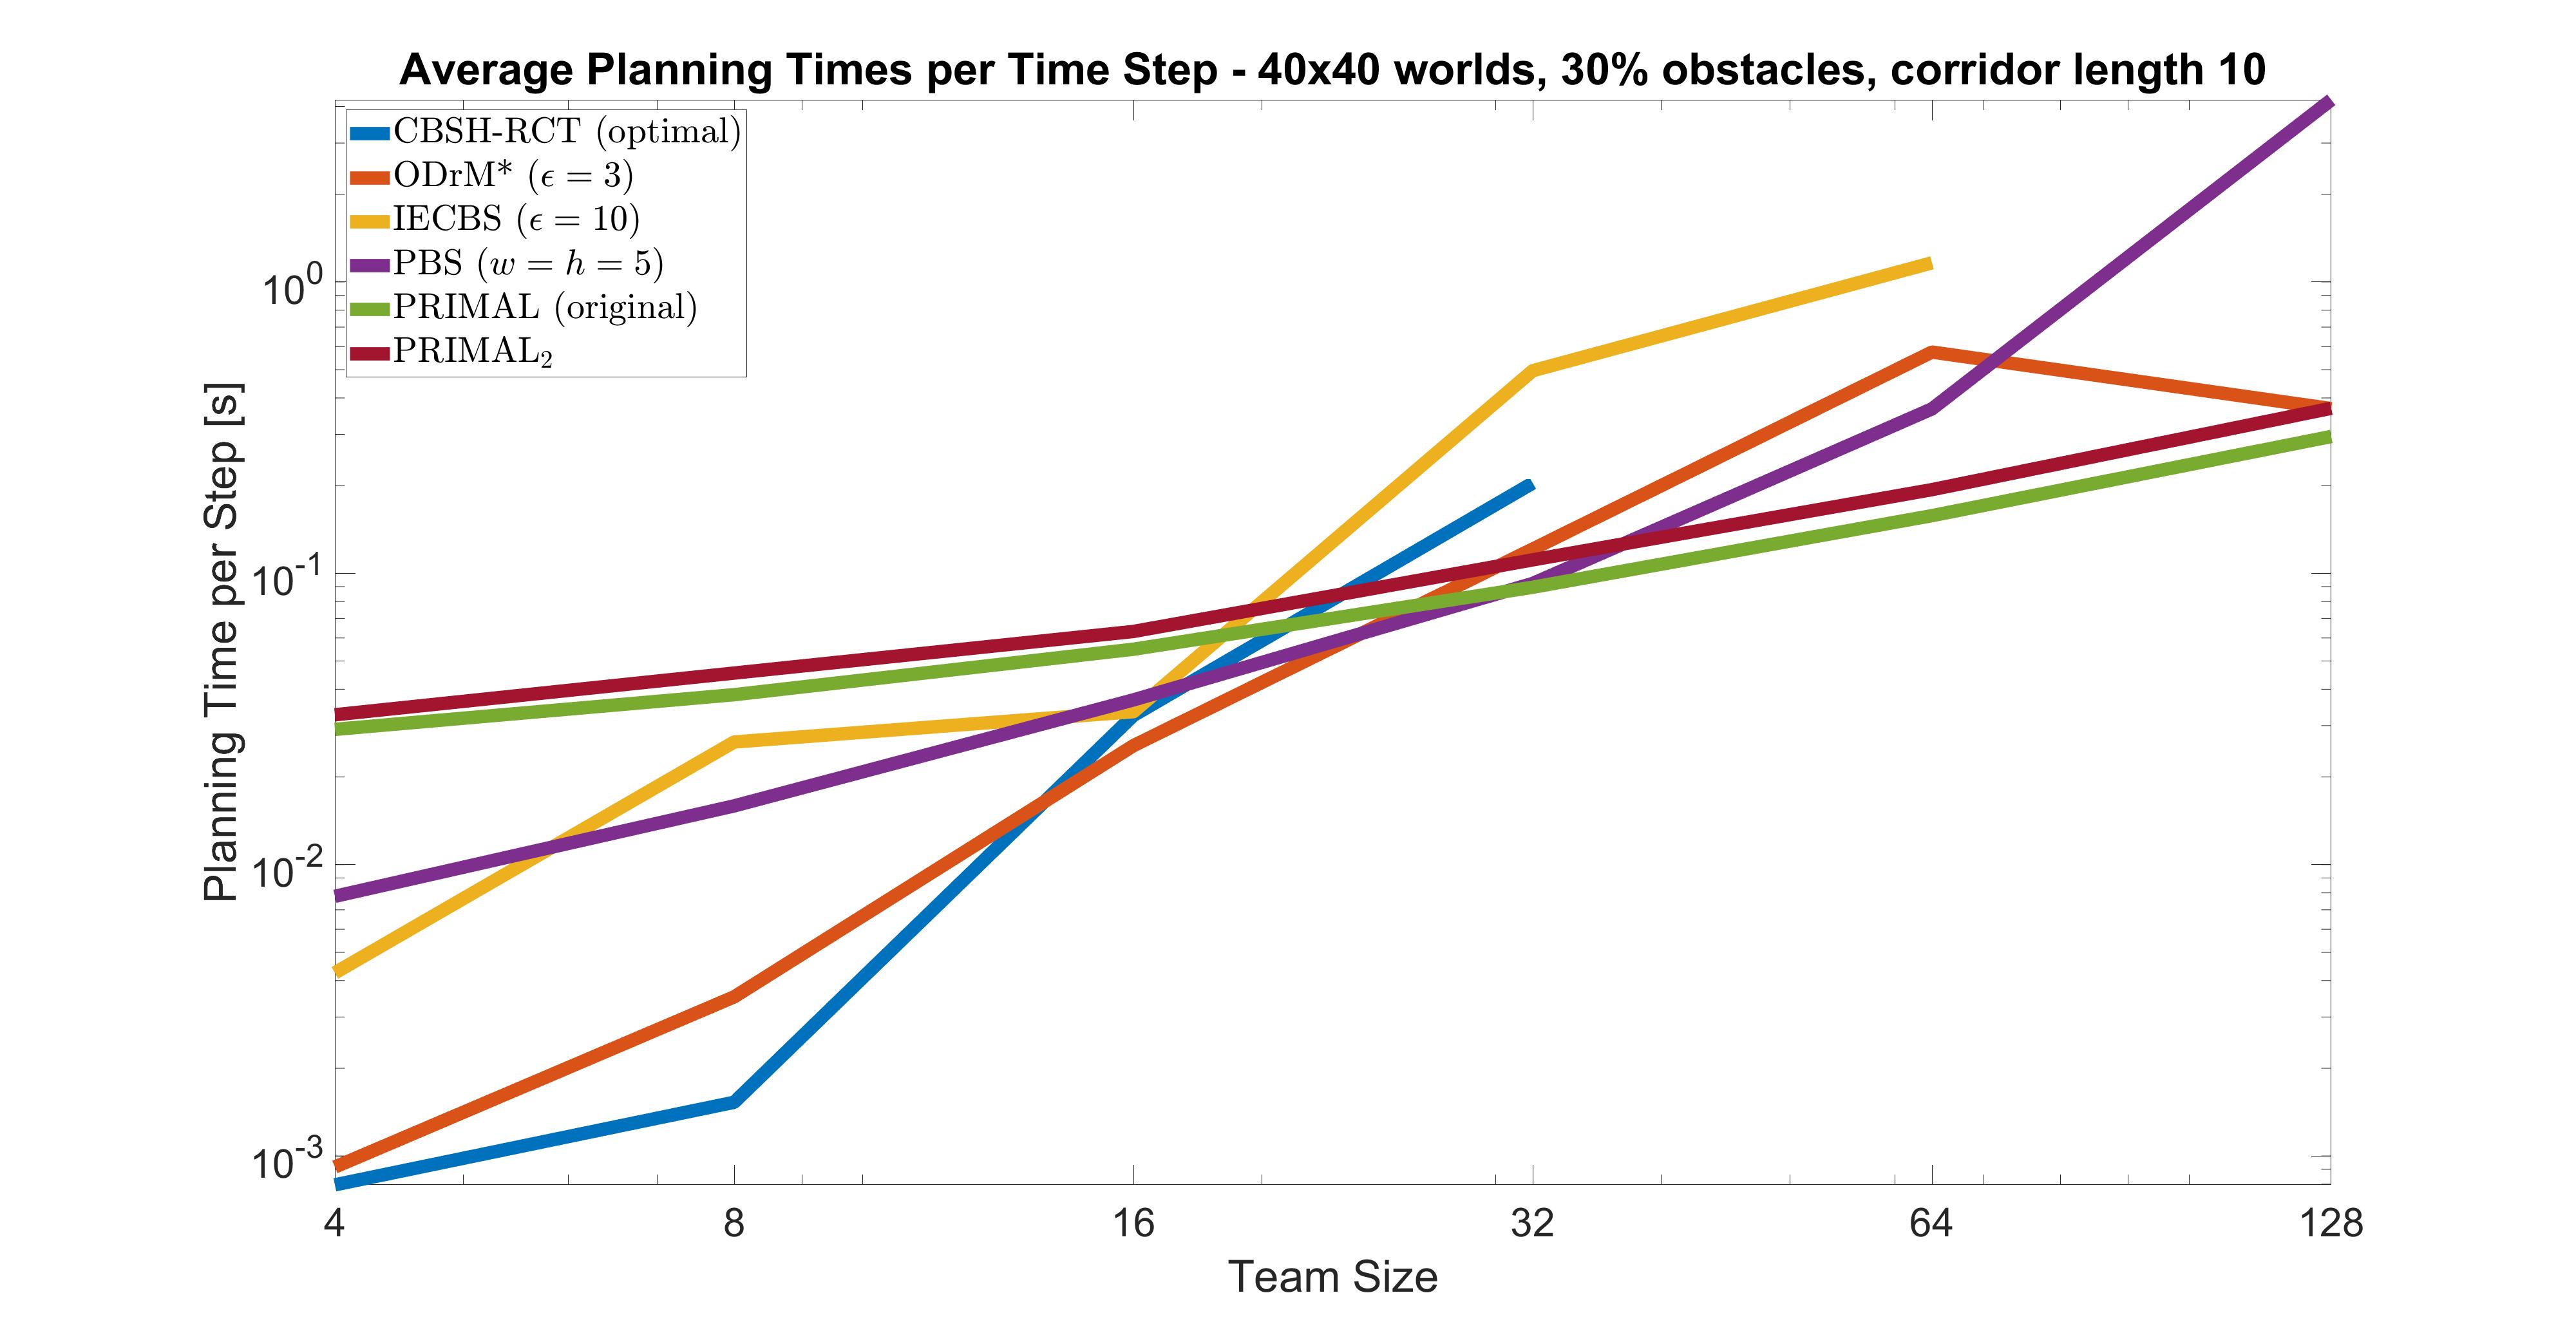 Average Planning Times per Time Step - 40x40 worlds, 30% obstacles, corridor length 10
CBSH-RCT (optimal)
ODrM* (ϵ = 3)
IECBS (ϵ = 10)
PBS (w = h = 5)
PRIMAL (original)
PRIMAL₂
Planning Time per Step [s]
10⁰
10⁻¹
10⁻²
10⁻³
4 8 16 32 64 128
Team Size